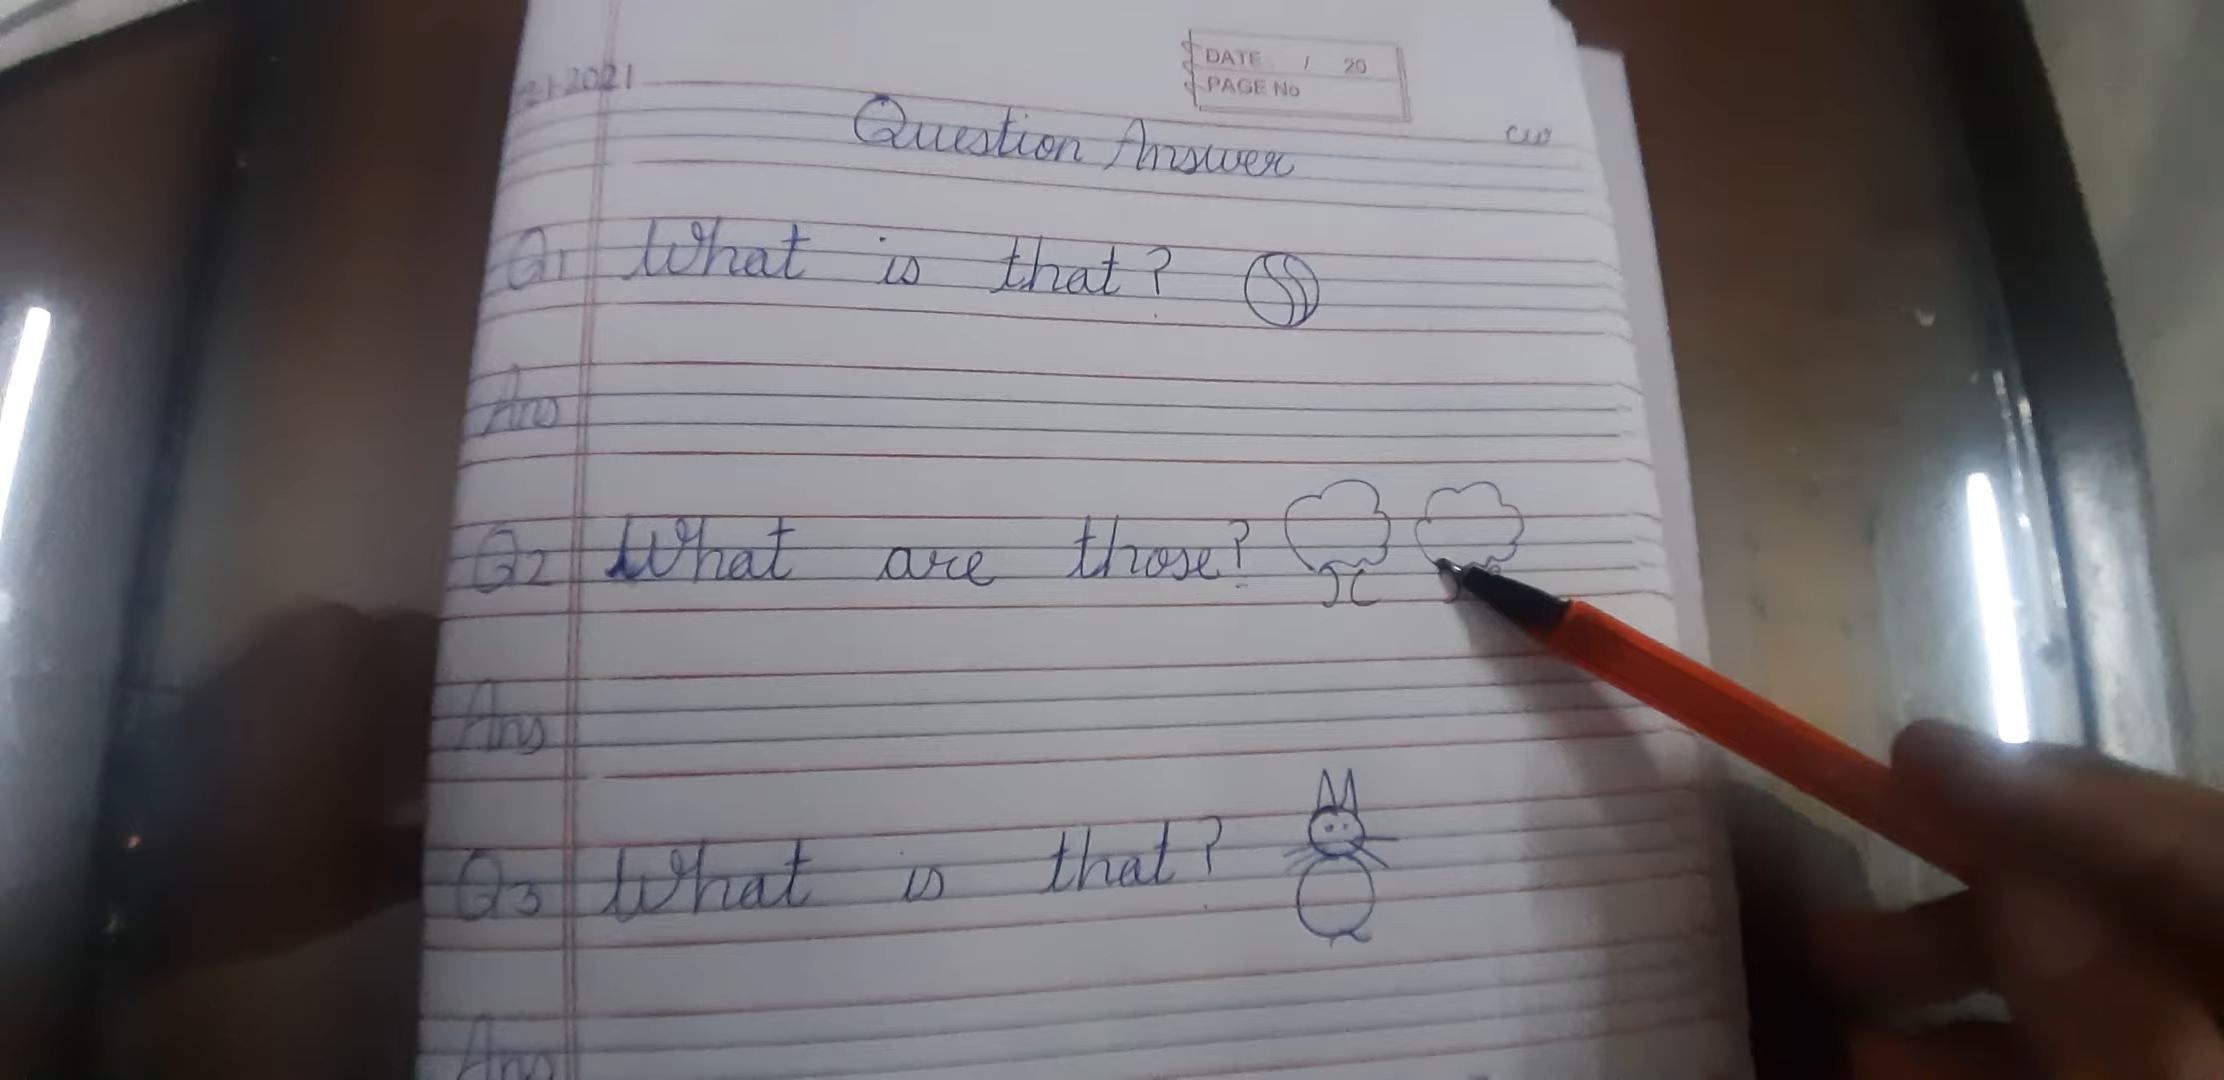 21-2021
DATE / 20
PAGE No
CW
Question Answer
Q1 What is that?
Ans
Q2 What are those?
Ans
Q3 What is that?
Ans